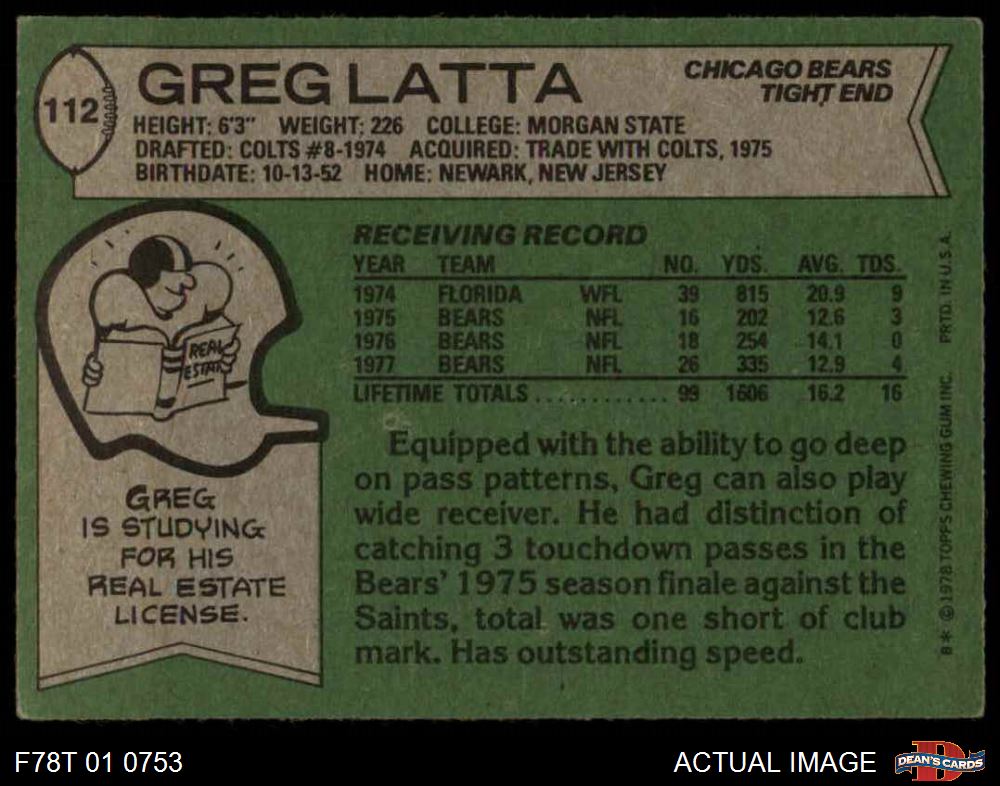 112
GREG LATTA
CHICAGO BEARS
TIGHT END
HEIGHT: 6'3" WEIGHT: 226 COLLEGE: MORGAN STATE
DRAFTED: COLTS #8-1974 ACQUIRED: TRADE WITH COLTS, 1975
BIRTHDATE: 10-13-52 HOME: NEWARK, NEW JERSEY
REAL
ESTATE
GREG
IS STUDYING
FOR HIS
REAL ESTATE
LICENSE.
RECEIVING RECORD
YEAR TEAM NO. YDS. AVG. TDS.
1974 FLORIDA WFL 39 815 20.9 9
1975 BEARS NFL 16 202 12.6 3
1976 BEARS NFL 18 254 14.1 0
1977 BEARS NFL 26 335 12.9 4
LIFETIME TOTALS............ 99 1606 16.2 16
Equipped with the ability to go deep
on pass patterns, Greg can also play
wide receiver. He had distinction of
catching 3 touchdown passes in the
Bears' 1975 season finale against the
Saints, total was one short of club
mark. Has outstanding speed.
8* ©1978 TOPPS CHEWING GUM INC. PRTD. IN U.S.A.
F78T 01 0753
ACTUAL IMAGE
D
DEAN'S CARDS